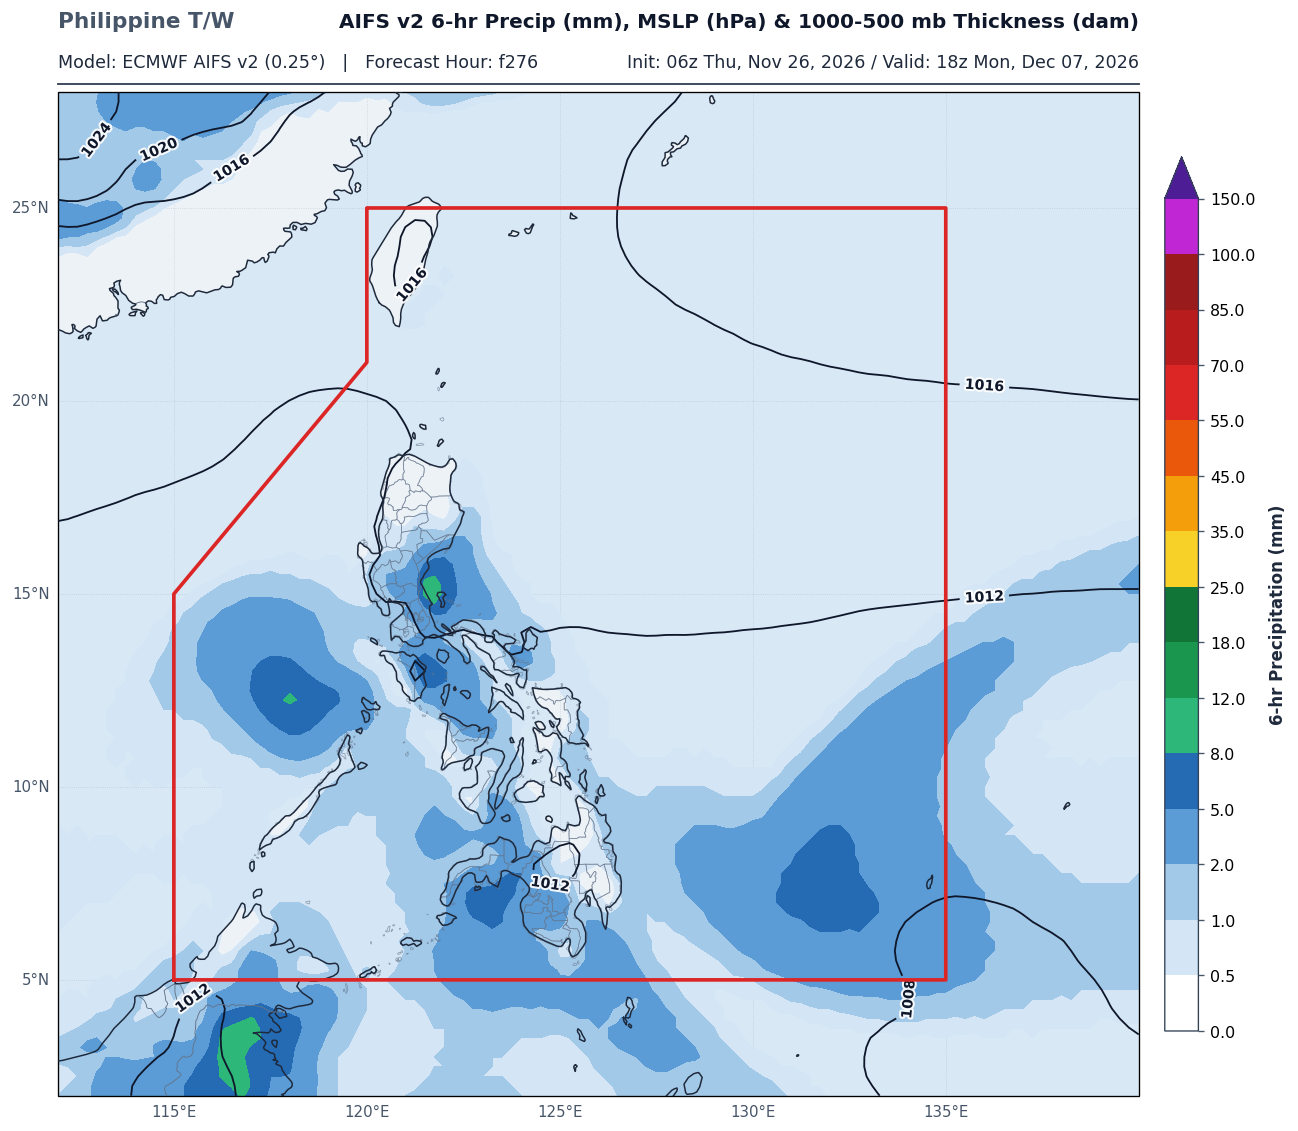 Philippine T/W
AIFS v2 6-hr Precip (mm), MSLP (hPa) & 1000-500 mb Thickness (dam)
Model: ECMWF AIFS v2 (0.25°) | Forecast Hour: f276
Init: 06z Thu, Nov 26, 2026 / Valid: 18z Mon, Dec 07, 2026
1024
1020
1016
1016
1016
1012
1012
1012
1008
25°N
20°N
15°N
10°N
5°N
115°E
120°E
125°E
130°E
135°E
150.0
100.0
85.0
70.0
55.0
45.0
35.0
25.0
18.0
12.0
8.0
5.0
2.0
1.0
0.5
0.0
6-hr Precipitation (mm)